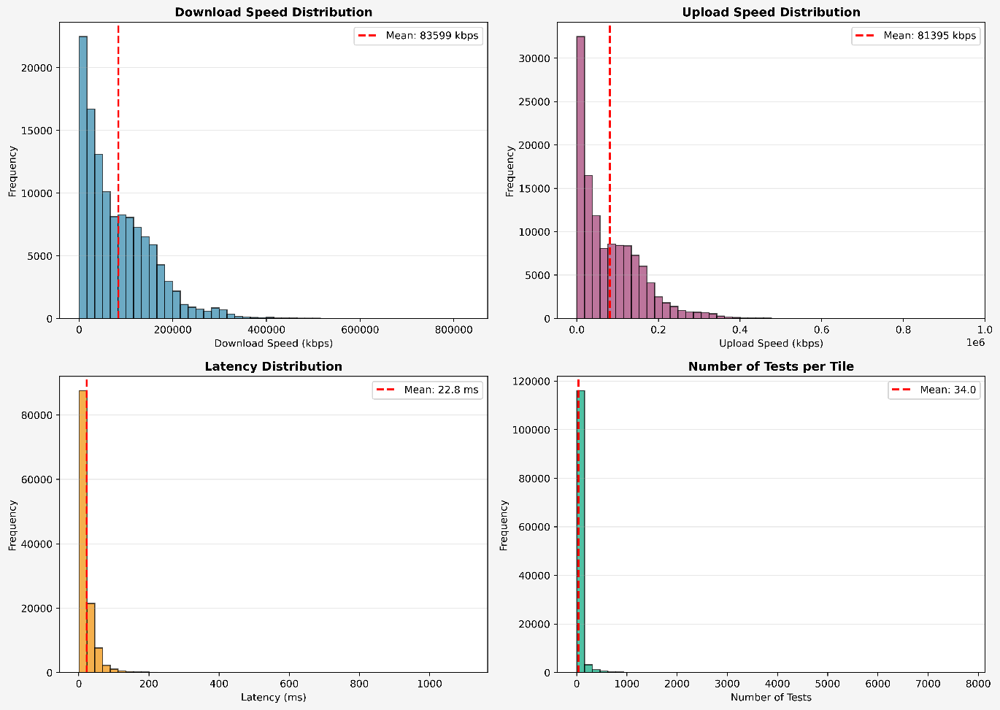 Download Speed Distribution
Mean: 83599 kbps
Frequency
20000
15000
10000
5000
0
0 200000 400000 600000 800000
Download Speed (kbps)
Upload Speed Distribution
Mean: 81395 kbps
Frequency
30000
25000
20000
15000
10000
5000
0
0.0 0.2 0.4 0.6 0.8 1.0
1e6
Upload Speed (kbps)
Latency Distribution
Mean: 22.8 ms
Frequency
80000
60000
40000
20000
0
0 200 400 600 800 1000
Latency (ms)
Number of Tests per Tile
Mean: 34.0
Frequency
120000
100000
80000
60000
40000
20000
0
0 1000 2000 3000 4000 5000 6000 7000 8000
Number of Tests